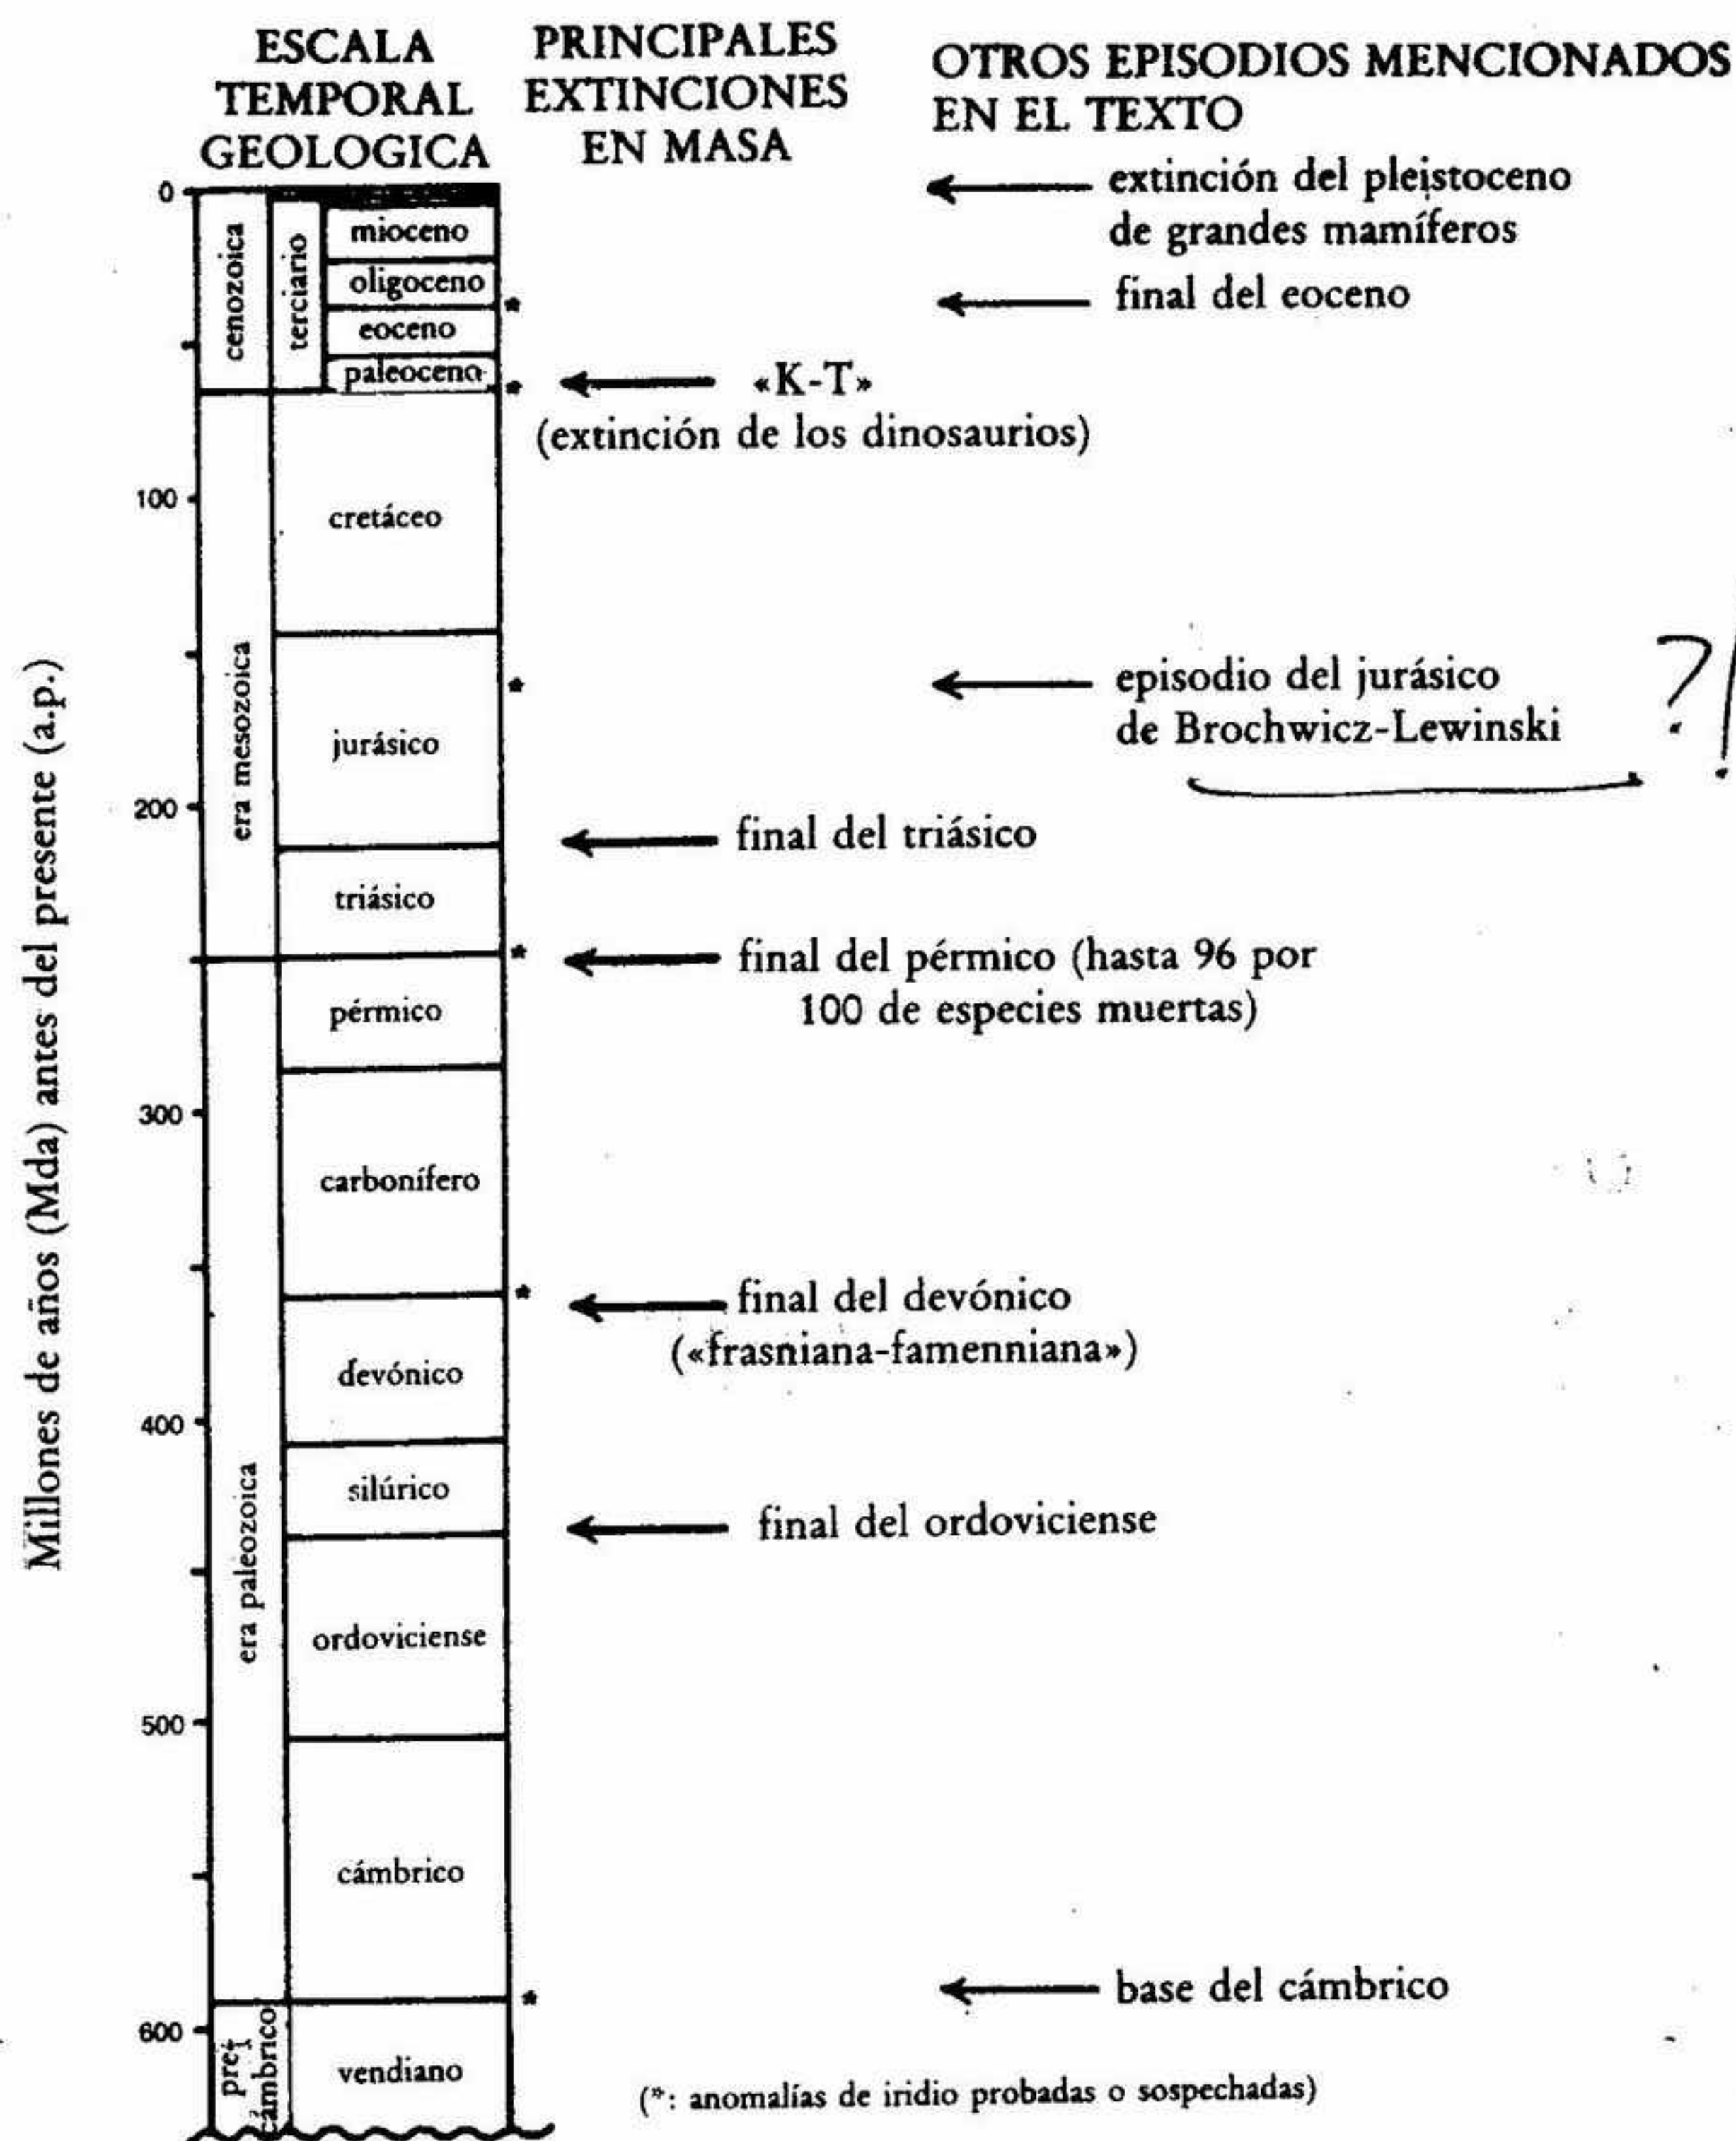 ESCALA
TEMPORAL
GEOLOGICA
PRINCIPALES
EXTINCIONES
EN MASA
OTROS EPISODIOS MENCIONADOS
EN EL TEXTO
Millones de años (Mda) antes del presente (a.p.)
0
100
200
300
400
500
600
cenozoica
era mesozoica
era paleozoica
pre
cámbrico
terciario
mioceno
oligoceno
eoceno
paleoceno
cretáceo
jurásico
triásico
pérmico
carbonífero
devónico
silúrico
ordoviciense
cámbrico
vendiano
*
*
*
*
*
*
«K-T»
(extinción de los dinosaurios)
final del triásico
final del pérmico (hasta 96 por
100 de especies muertas)
final del devónico
(«frasniana-famenniana»)
final del ordoviciense
extinción del pleistoceno
de grandes mamíferos
final del eoceno
episodio del jurásico
de Brochwicz-Lewinski
?!
base del cámbrico
(*: anomalías de iridio probadas o sospechadas)